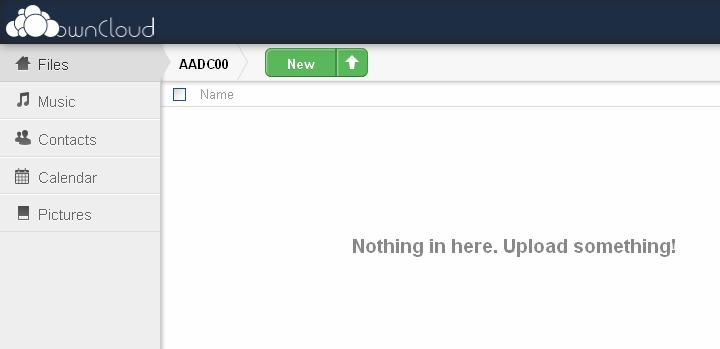 ownCloud
Files
AADC00
New
Name
Music
Contacts
Calendar
Pictures
Nothing in here. Upload something!